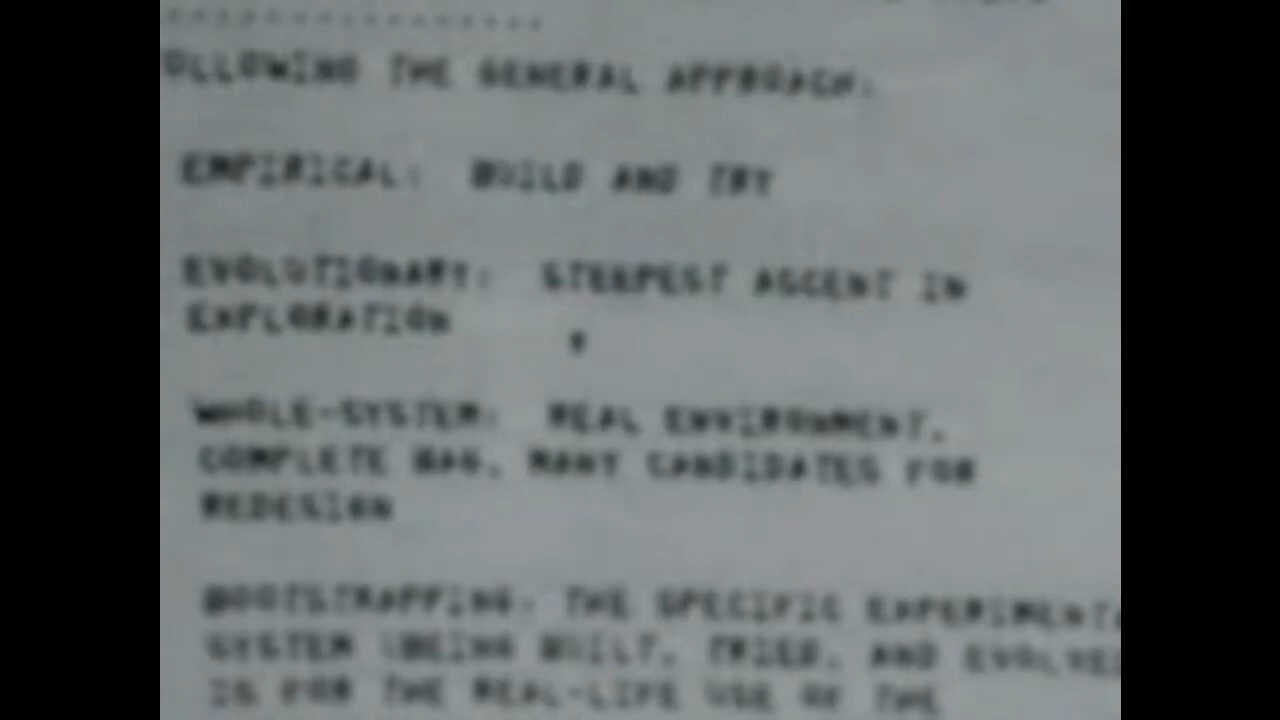 OLLOWING THE GENERAL APPROACH:
EMPIRICAL: BUILD AND TRY
EVOLUTIONARY: STEEPEST ASCENT IN
EXPLORATION
WHOLE-SYSTEM: REAL ENVIRONMENT,
COMPLETE BAG, MANY CANDIDATES FOR
REDESIGN
BOOTSTRAPPING: THE SPECIFIC EXPERIMENTA
SYSTEM (BEING BUILT, TRIED, AND EVOLVED
IS FOR THE REAL-LIFE USE OF THE